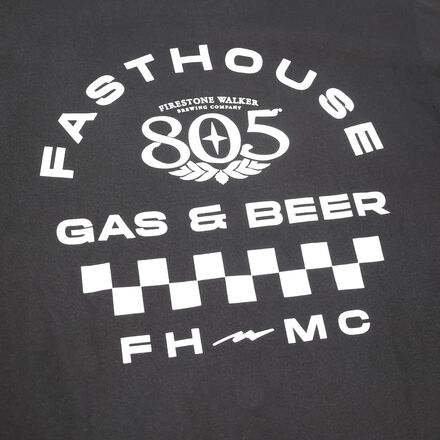 FASTHOUSE
FIRESTONE WALKER
BREWING COMPANY
805
GAS & BEER
FH MC